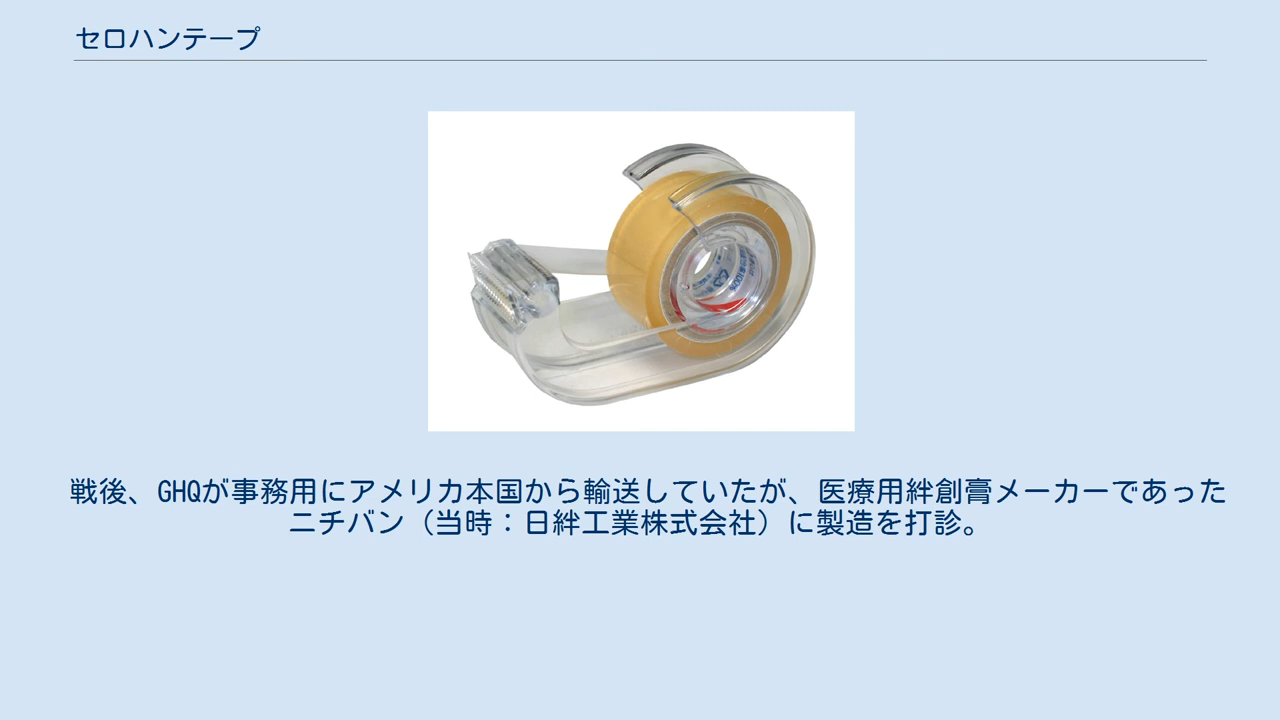 セロハンテープ
戦後、GHQが事務用にアメリカ本国から輸送していたが、医療用絆創膏メーカーであった
ニチバン（当時：日絆工業株式会社）に製造を打診。